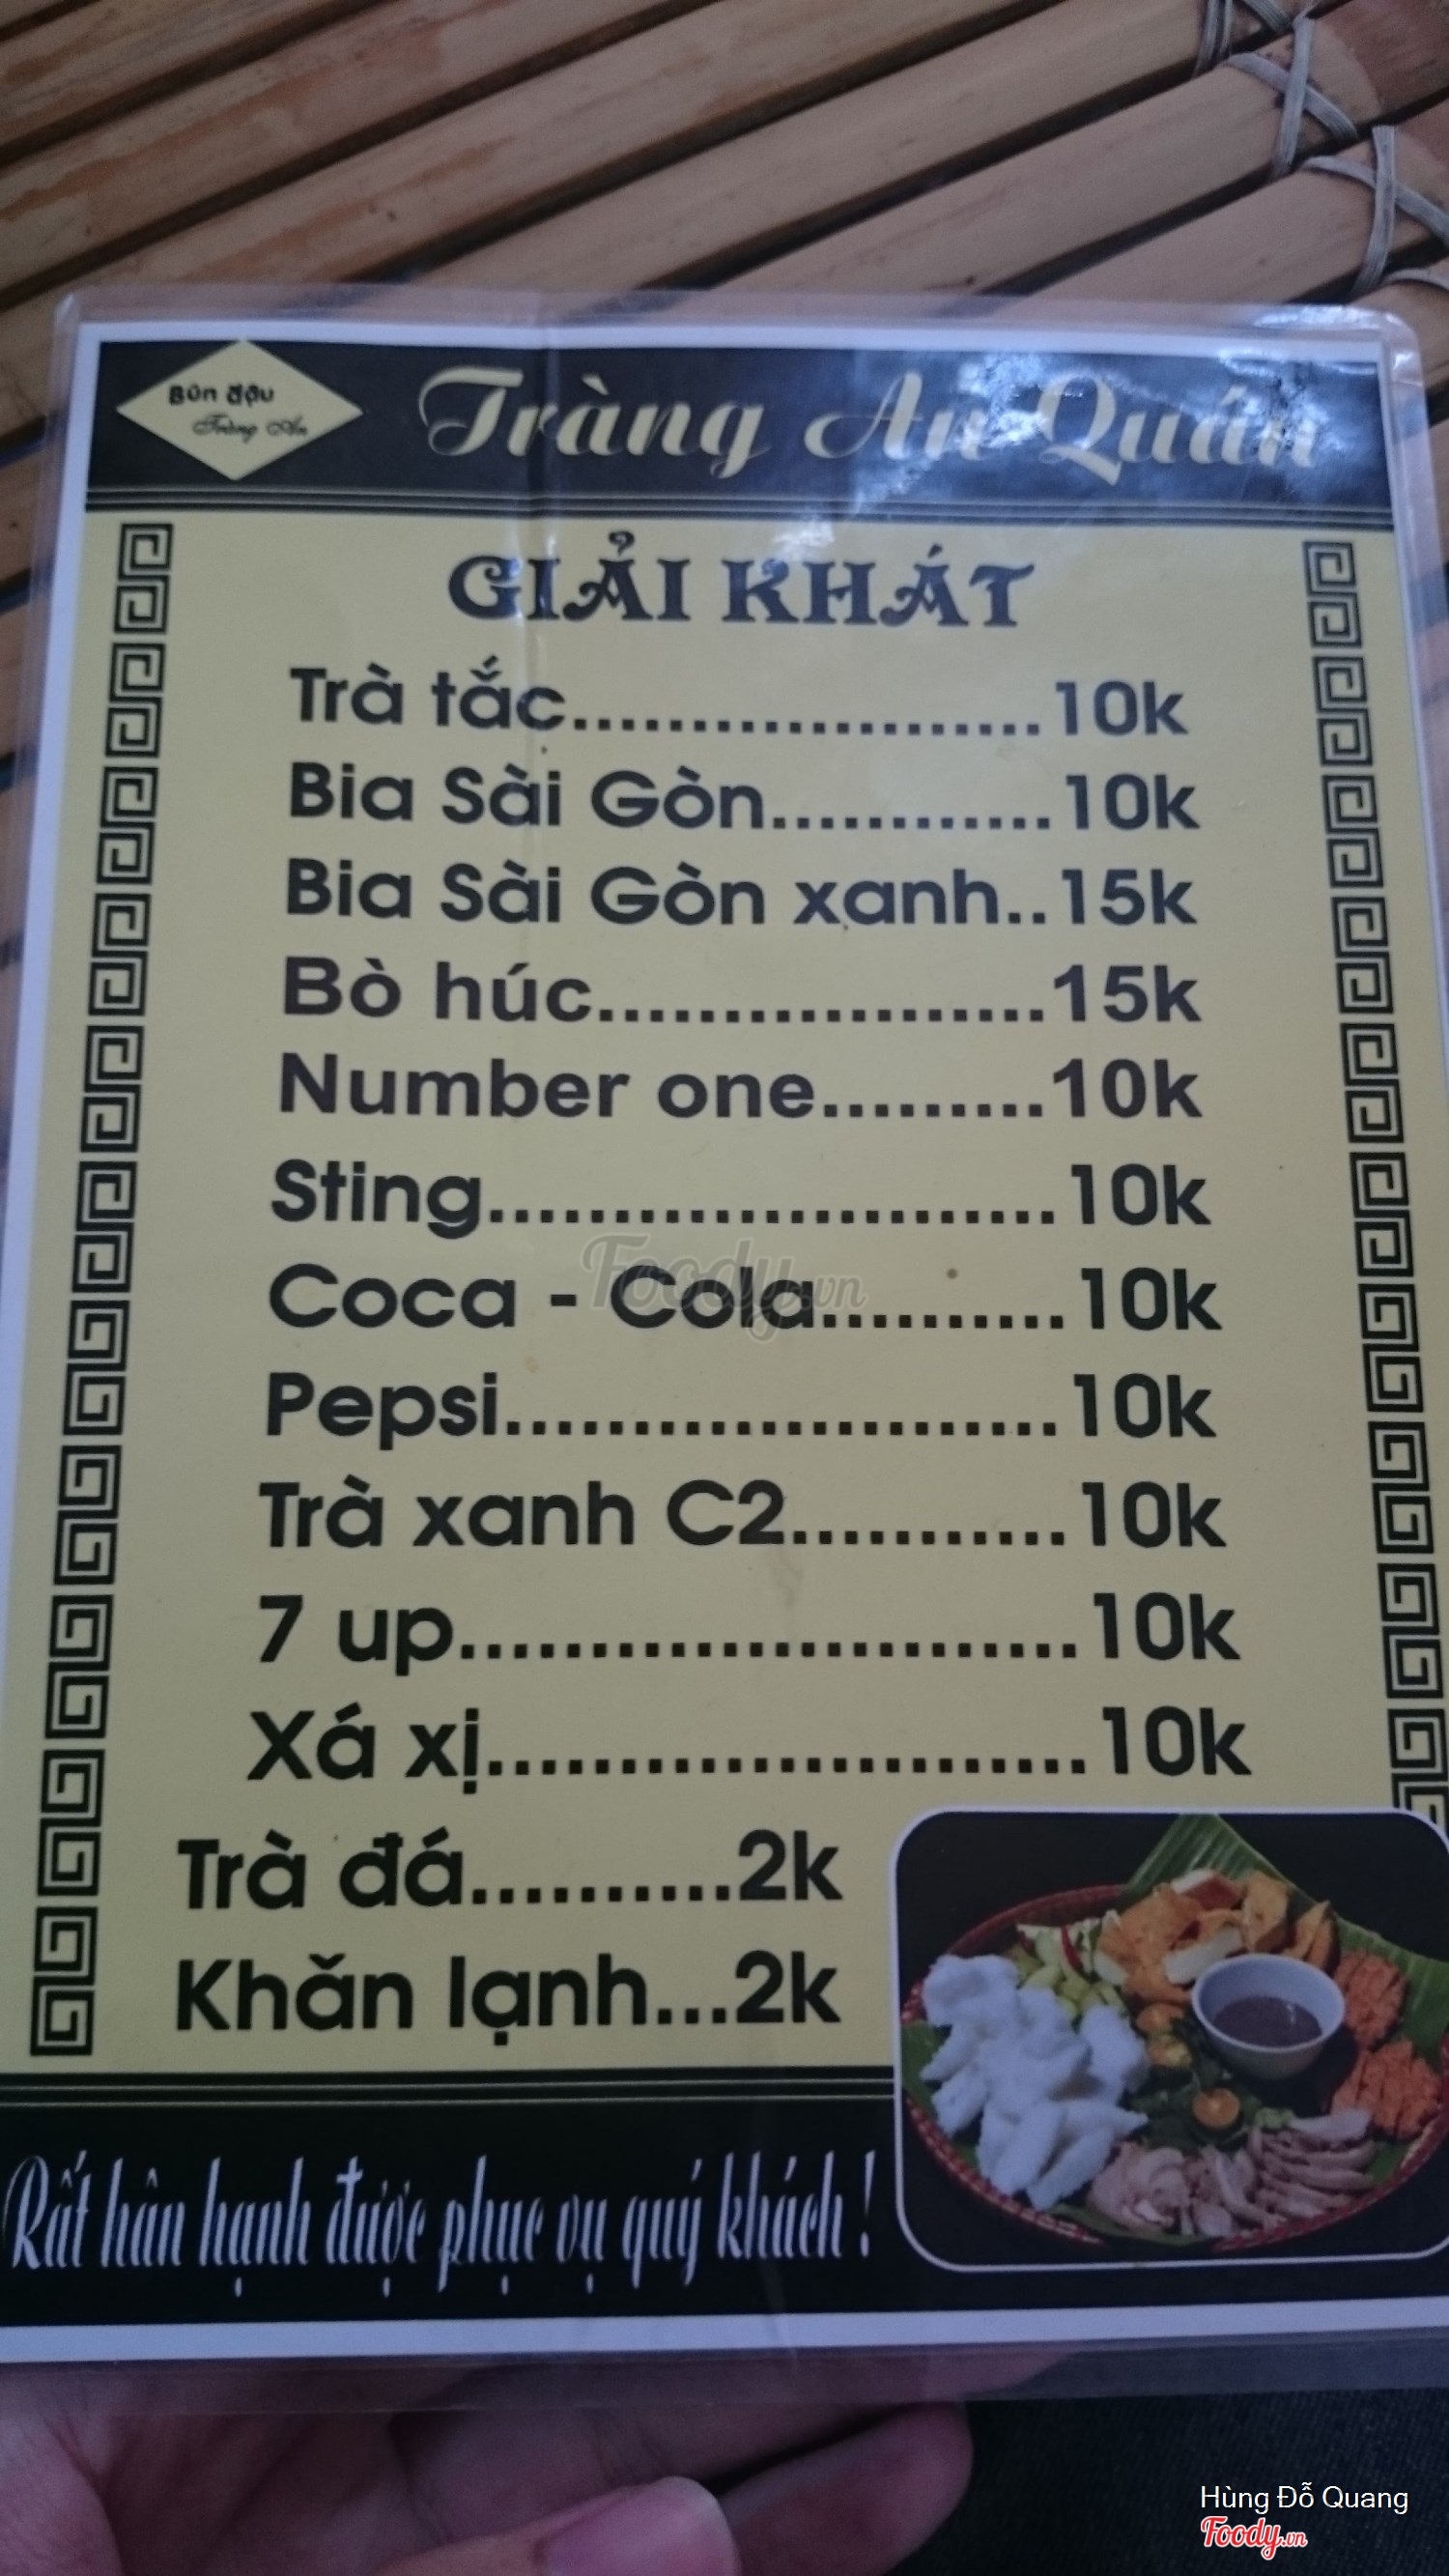 Bún đậu
Tràng An
Tràng An Quán
GIẢI KHÁT
Trà tắc....................10k
Bia Sài Gòn............10k
Bia Sài Gòn xanh..15k
Bò húc...................15k
Number one.........10k
Sting.......................10k
Coca - Cola..........10k
Pepsi......................10k
Trà xanh C2...........10k
7 up........................10k
Xá xị.......................10k
Trà đá..........2k
Khăn lạnh...2k
Rất hân hạnh được phục vụ quý khách !
Foody.vn
Hùng Đỗ Quang
Foody.vn